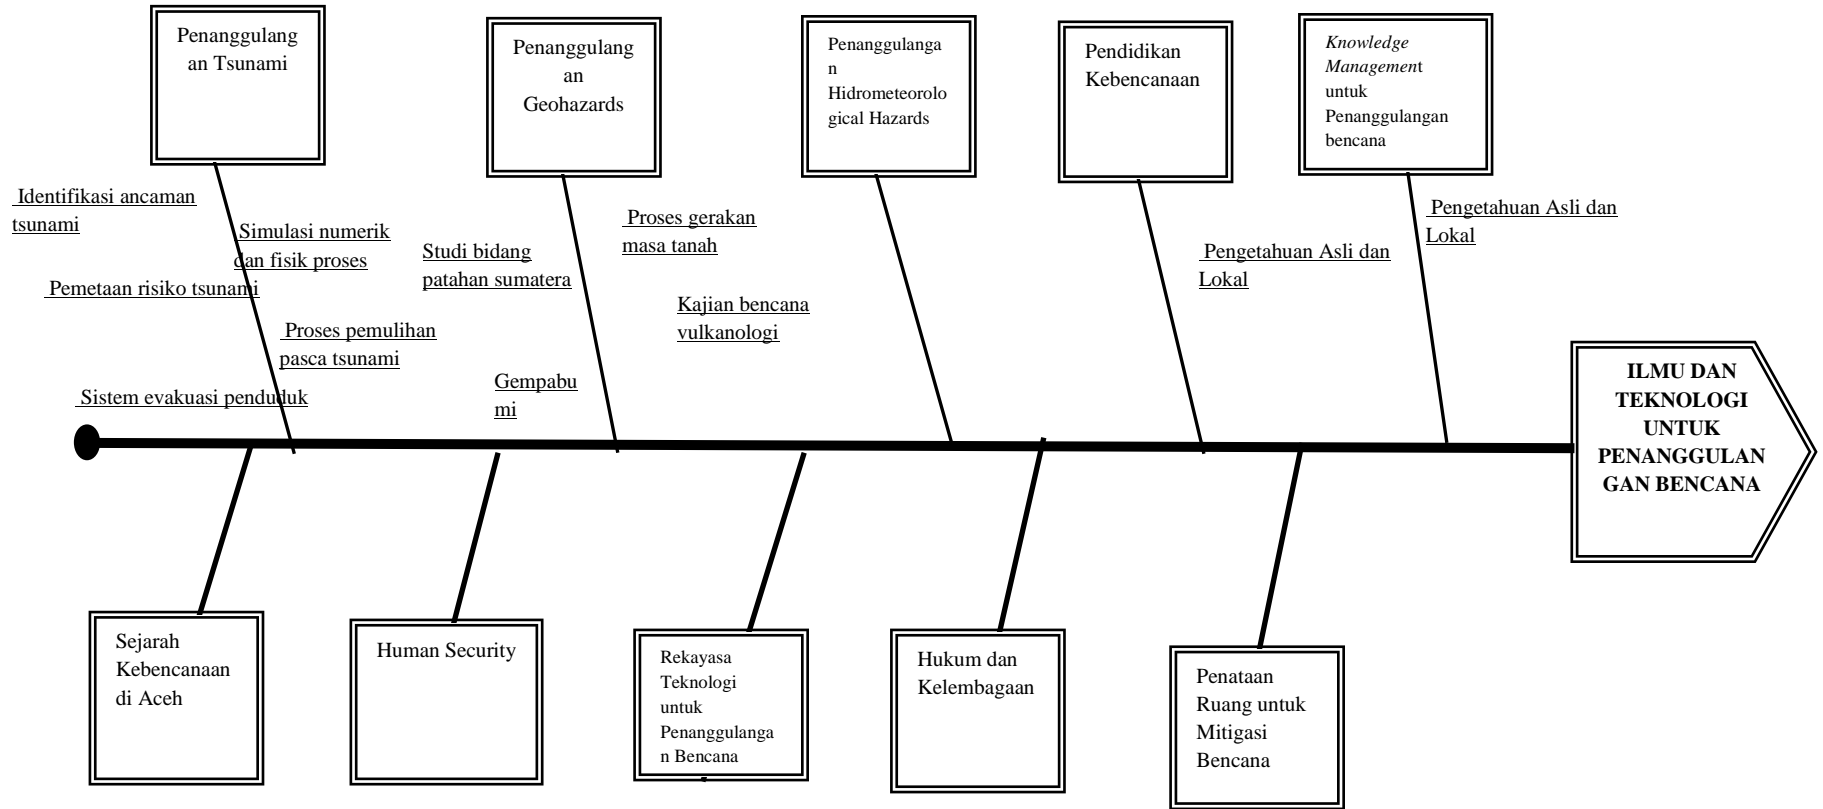 Penanggulang
an Tsunami
Penanggulang
an
Geohazards
Penanggulanga
n
Hidrometeorolo
gical Hazards
Pendidikan
Kebencanaan
Knowledge
Management
untuk
Penanggulangan
bencana
Identifikasi ancaman
tsunami
Simulasi numerik
dan fisik proses
Pemetaan risiko tsunami
Proses pemulihan
pasca tsunami
Sistem evakuasi penduduk
Studi bidang
patahan sumatera
Gempabu
mi
Proses gerakan
masa tanah
Kajian bencana
vulkanologi
Pengetahuan Asli dan
Lokal
Pengetahuan Asli dan
Lokal
ILMU DAN
TEKNOLOGI
UNTUK
PENANGGULAN
GAN BENCANA
Sejarah
Kebencanaan
di Aceh
Human Security
Rekayasa
Teknologi
untuk
Penanggulanga
n Bencana
Hukum dan
Kelembagaan
Penataan
Ruang untuk
Mitigasi
Bencana